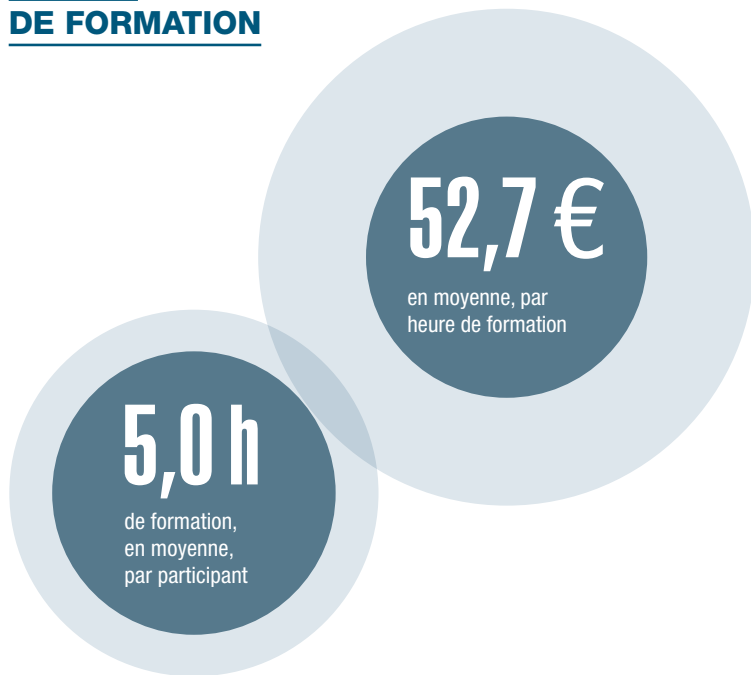 DE FORMATION
52,7 €
en moyenne, par
heure de formation
5,0 h
de formation,
en moyenne,
par participant